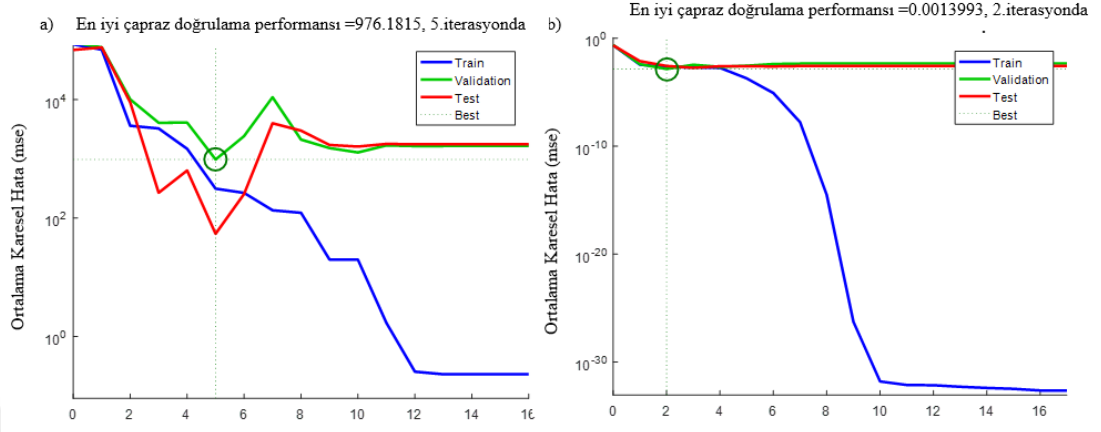 a) En iyi çapraz doğrulama performansı =976.1815, 5.iterasyonda
Ortalama Karesel Hata (mse)
10^4
10^2
10^0
Train
Validation
Test
Best
0 2 4 6 8 10 12 14 16
b) En iyi çapraz doğrulama performansı =0.0013993, 2.iterasyonda
Ortalama Karesel Hata (mse)
10^0
10^-10
10^-20
10^-30
Train
Validation
Test
Best
0 2 4 6 8 10 12 14 16